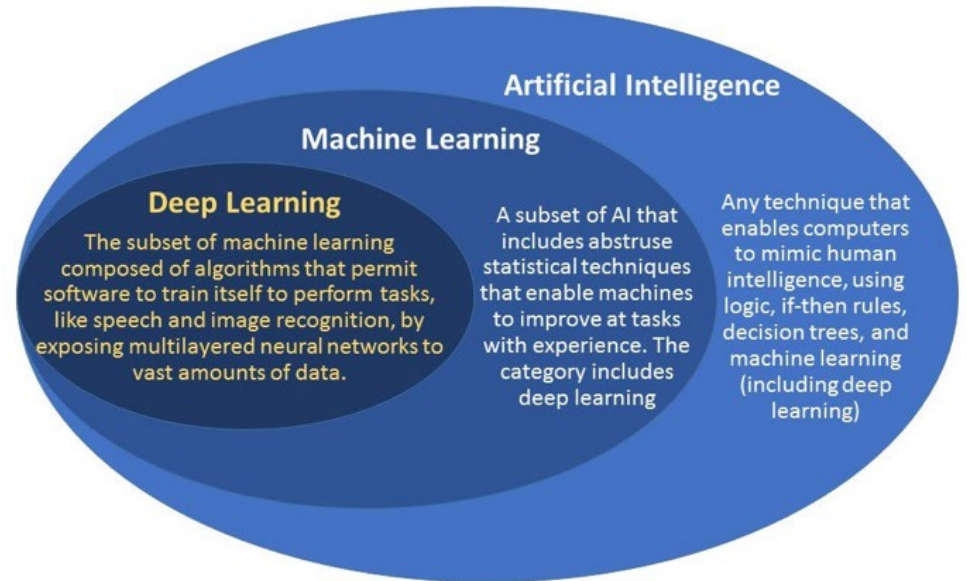 Artificial Intelligence
Machine Learning
Deep Learning
The subset of machine learning
composed of algorithms that permit
software to train itself to perform tasks,
like speech and image recognition, by
exposing multilayered neural networks to
vast amounts of data.
A subset of AI that
includes abstruse
statistical techniques
that enable machines
to improve at tasks
with experience. The
category includes
deep learning
Any technique that
enables computers
to mimic human
intelligence, using
logic, if-then rules,
decision trees, and
machine learning
(including deep
learning)